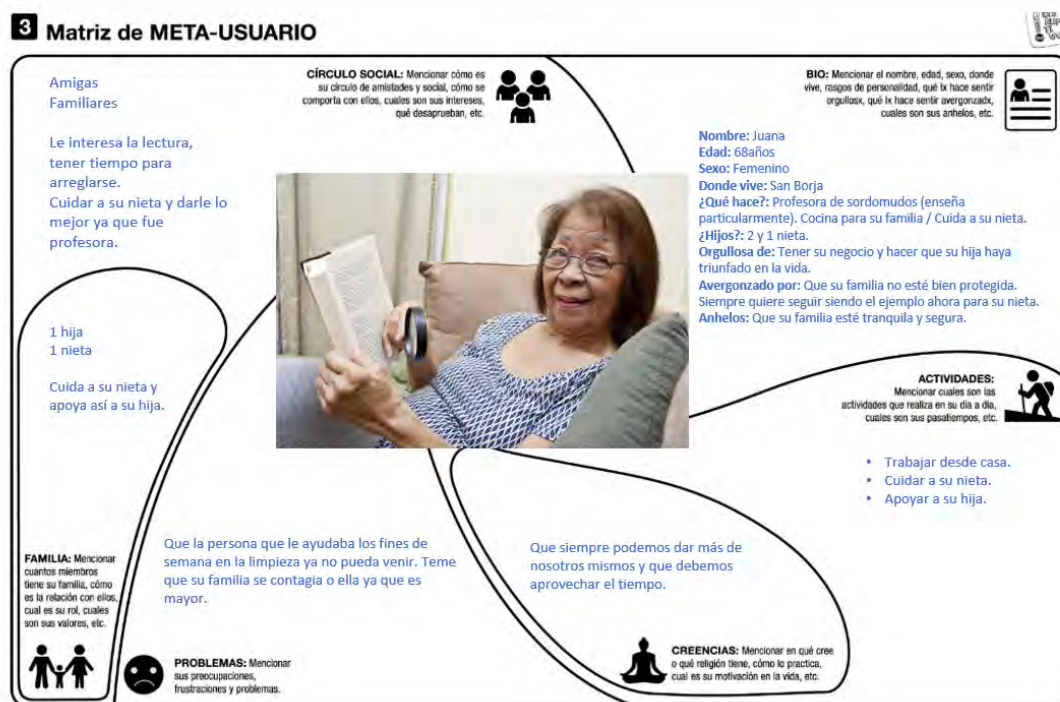 3 Matriz de META-USUARIO
Amigas
Familiares
Le interesa la lectura,
tener tiempo para
arreglarse.
Cuidar a su nieta y darle lo
mejor ya que fue
profesora.
CÍRCULO SOCIAL: Mencionar cómo es
su círculo de amistades y social, cómo se
comporta con ellos, cuales son sus intereses,
qué desaprueban, etc.
BIO: Mencionar el nombre, edad, sexo, donde
vive, rasgos de personalidad, qué lx hace sentir
orgullosx, qué lx hace sentir avergonzadx,
cuales son sus anhelos, etc.
Nombre: Juana
Edad: 68años
Sexo: Femenino
Donde vive: San Borja
¿Qué hace?: Profesora de sordomudos (enseña
particularmente). Cocina para su familia / Cuida a su nieta.
¿Hijos?: 2 y 1 nieta.
Orgullosa de: Tener su negocio y hacer que su hija haya
triunfado en la vida.
Avergonzado por: Que su familia no esté bien protegida.
Siempre quiere seguir siendo el ejemplo ahora para su nieta.
Anhelos: Que su familia esté tranquila y segura.
1 hija
1 nieta
Cuida a su nieta y
apoya así a su hija.
ACTIVIDADES:
Mencionar cuales son las
actividades que realiza en su día a día,
cuales son sus pasatiempos, etc.
• Trabajar desde casa.
• Cuidar a su nieta.
• Apoyar a su hija.
FAMILIA: Mencionar
cuantos miembros
tiene su familia, cómo
es la relación con ellos,
cual es su rol, cuales
son sus valores, etc.
Que la persona que le ayudaba los fines de
semana en la limpieza ya no pueda venir. Teme
que su familia se contagia o ella ya que es
mayor.
PROBLEMAS: Mencionar
sus preocupaciones,
frustraciones y problemas.
Que siempre podemos dar más de
nosotros mismos y que debemos
aprovechar el tiempo.
CREENCIAS: Mencionar en qué cree
o qué religión tiene, cómo lo practica,
cual es su motivación en la vida, etc.